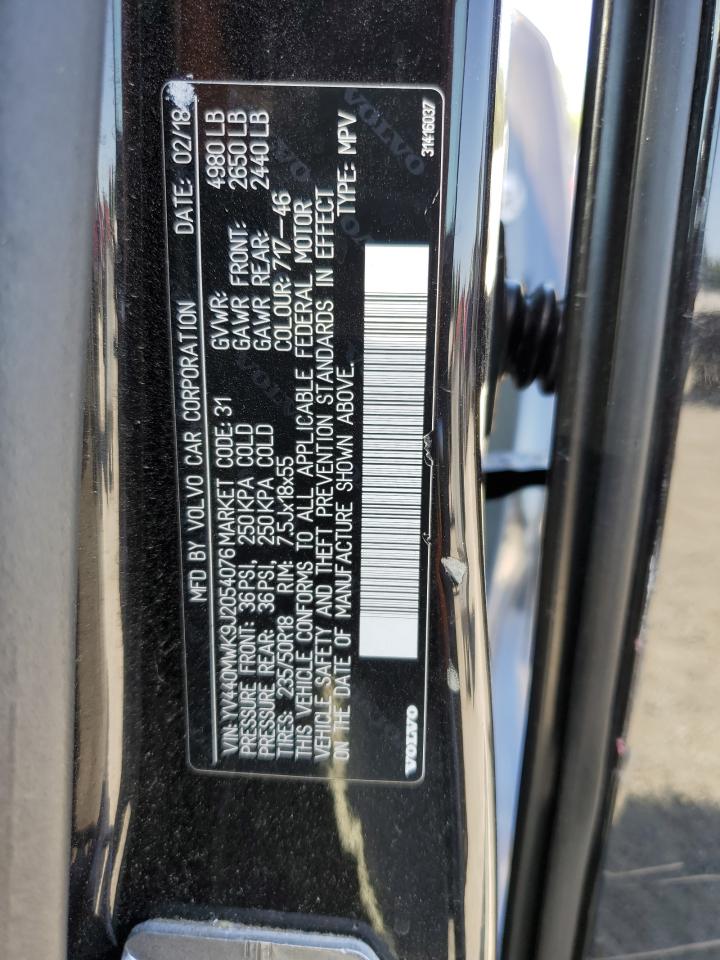 MFD BY VOLVO CAR CORPORATION DATE: 02/18
VIN: YV440MWK9J2054076 MARKET CODE: 31 GVWR: 4980 LB
PRESSURE FRONT: 36PSI, 250KPA COLD GAWR FRONT: 2650 LB
PRESSURE REAR: 36PSI, 250KPA COLD GAWR REAR: 2440 LB
TIRES: 235/50R18 RIM: 7.5Jx18x55 COLOUR: 717-46
THIS VEHICLE CONFORMS TO ALL APPLICABLE FEDERAL MOTOR
VEHICLE SAFETY AND THEFT PREVENTION STANDARDS IN EFFECT
ON THE DATE OF MANUFACTURE SHOWN ABOVE. TYPE: MPV
VOLVO 31416037